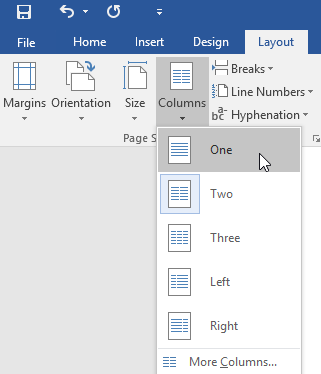 File Home Insert Design Layout
Margins Orientation Size Columns
Breaks
Line Numbers
bc Hyphenation
Page S
One
Two
Three
Left
Right
More Columns...